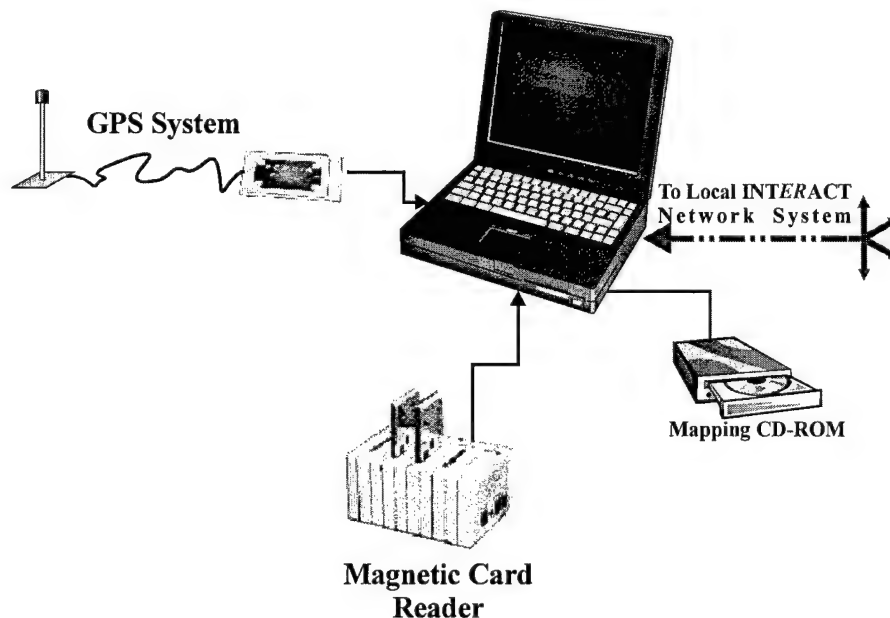 GPS System
To Local INTERACT
Network System
Mapping CD-ROM
Magnetic Card
Reader